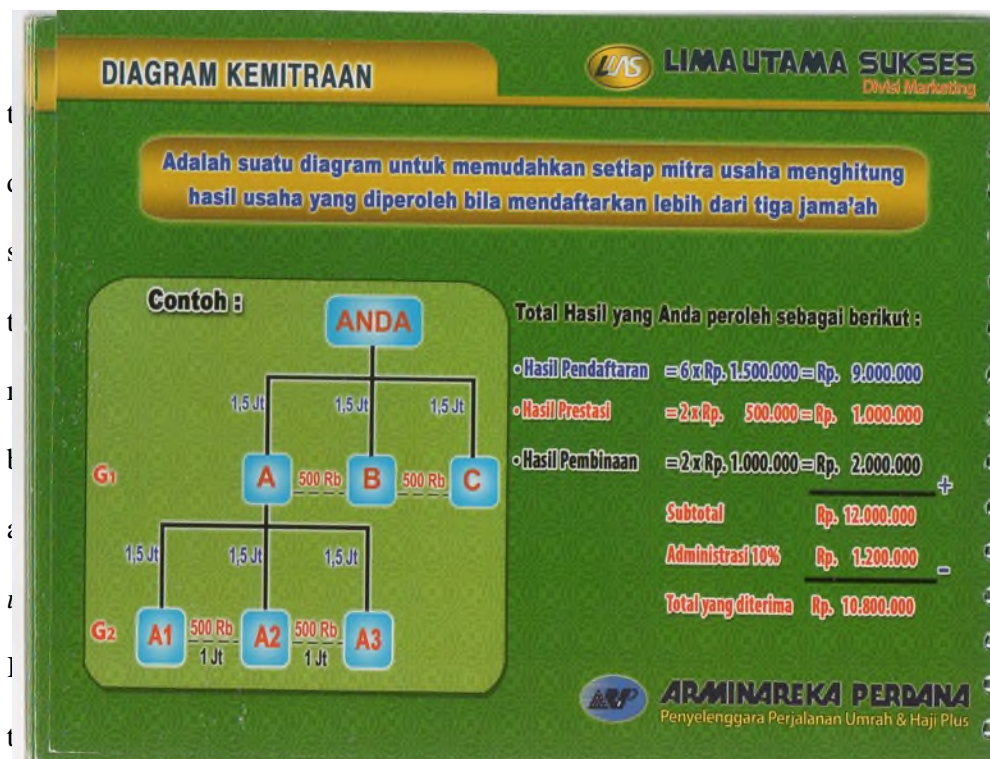 DIAGRAM KEMITRAAN
LUS LIMA UTAMA SUKSES
Divisi Marketing
Adalah suatu diagram untuk memudahkan setiap mitra usaha menghitung
hasil usaha yang diperoleh bila mendaftarkan lebih dari tiga jama'ah
Contoh :
ANDA
1,5 Jt 1,5 Jt 1,5 Jt
G1 A 500 Rb B 500 Rb C
1,5 Jt 1,5 Jt 1,5 Jt
G2 A1 500 Rb A2 500 Rb A3
1 Jt 1 Jt
Total Hasil yang Anda peroleh sebagai berikut :
• Hasil Pendaftaran = 6 x Rp. 1.500.000 = Rp. 9.000.000
• Hasil Prestasi = 2 x Rp. 500.000 = Rp. 1.000.000
• Hasil Pembinaan = 2 x Rp. 1.000.000 = Rp. 2.000.000
+
Subtotal Rp. 12.000.000
Administrasi 10% Rp. 1.200.000
-
Total yang diterima Rp. 10.800.000
ARP ARMINAREKA PERDANA
Penyelenggara Perjalanan Umrah & Haji Plus